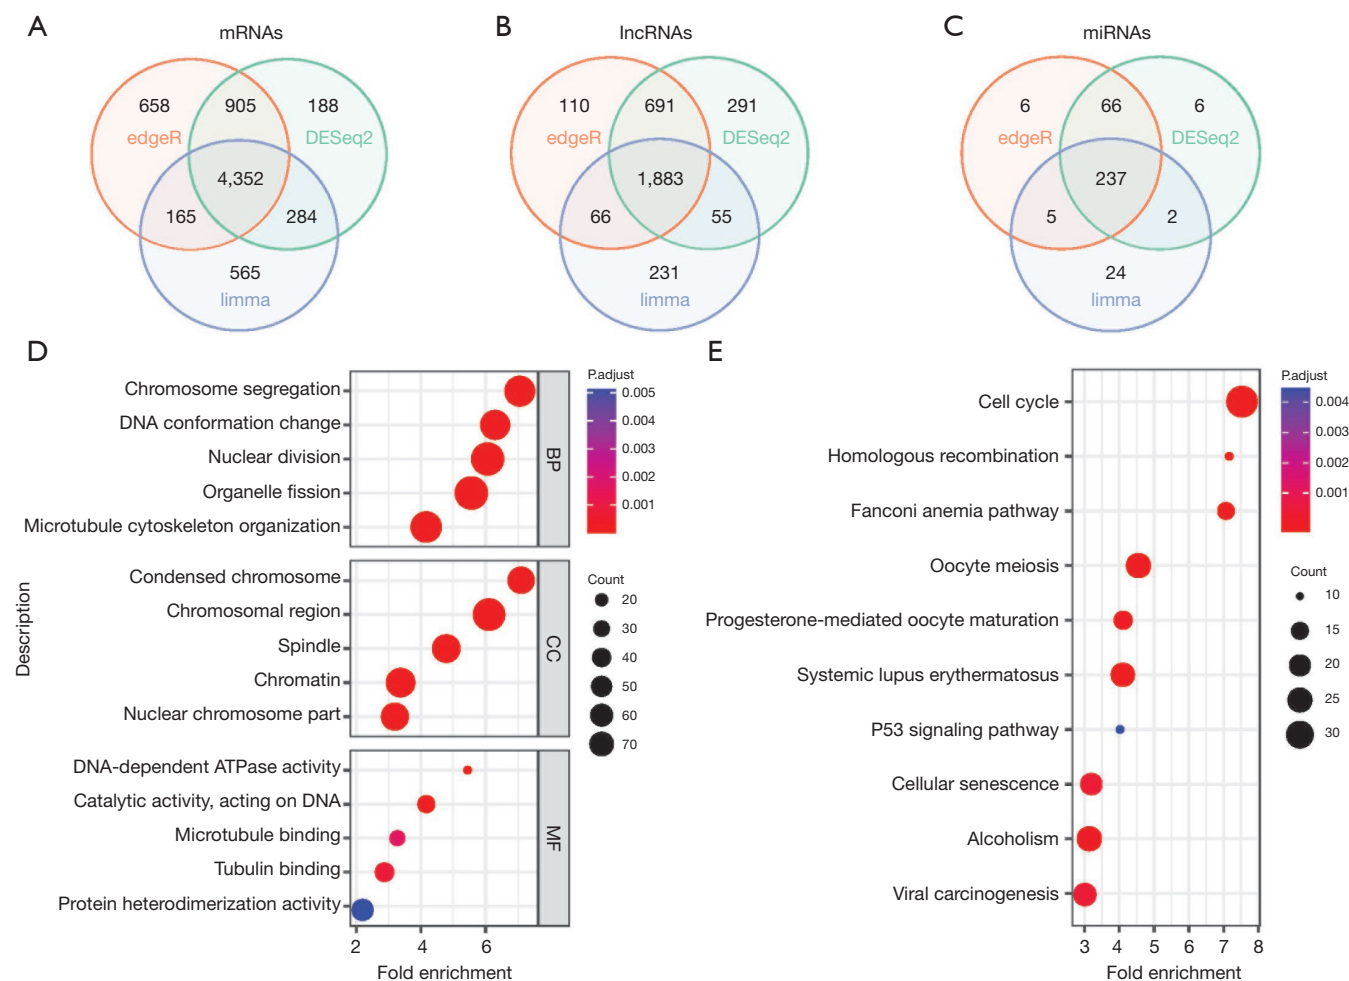 A
mRNAs
658
905
188
edgeR
DESeq2
4,352
165
284
565
limma
B
lncRNAs
110
691
291
edgeR
DESeq2
1,883
66
55
231
limma
C
miRNAs
6
66
6
edgeR
DESeq2
237
5
2
24
limma
D
Description
Chromosome segregation
DNA conformation change
Nuclear division
Organelle fission
Microtubule cytoskeleton organization
BP
Condensed chromosome
Chromosomal region
Spindle
Chromatin
Nuclear chromosome part
CC
DNA-dependent ATPase activity
Catalytic activity, acting on DNA
Microtubule binding
Tubulin binding
Protein heterodimerization activity
MF
2 4 6
Fold enrichment
P.adjust
0.005
0.004
0.003
0.002
0.001
Count
20
30
40
50
60
70
E
Cell cycle
Homologous recombination
Fanconi anemia pathway
Oocyte meiosis
Progesterone-mediated oocyte maturation
Systemic lupus erythermatosus
P53 signaling pathway
Cellular senescence
Alcoholism
Viral carcinogenesis
3 4 5 6 7 8
Fold enrichment
P.adjust
0.004
0.003
0.002
0.001
Count
10
15
20
25
30